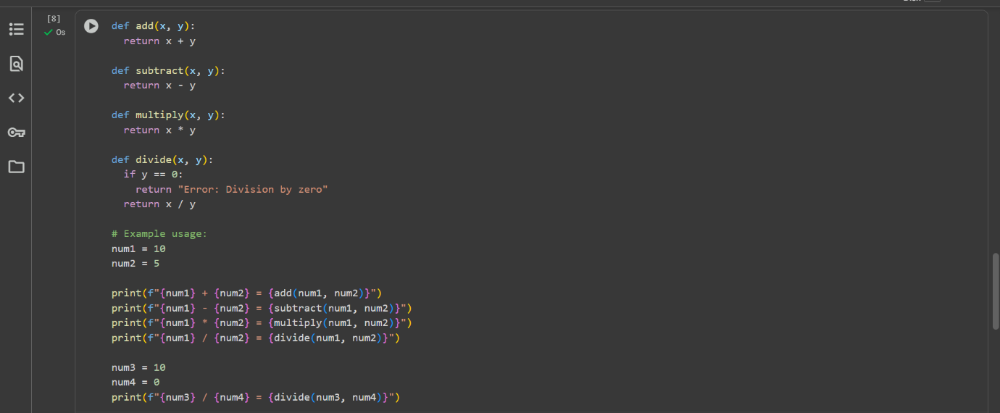 [8]
0s
def add(x, y):
  return x + y

def subtract(x, y):
  return x - y

def multiply(x, y):
  return x * y

def divide(x, y):
  if y == 0:
    return "Error: Division by zero"
  return x / y

# Example usage:
num1 = 10
num2 = 5

print(f"{num1} + {num2} = {add(num1, num2)}")
print(f"{num1} - {num2} = {subtract(num1, num2)}")
print(f"{num1} * {num2} = {multiply(num1, num2)}")
print(f"{num1} / {num2} = {divide(num1, num2)}")

num3 = 10
num4 = 0
print(f"{num3} / {num4} = {divide(num3, num4)}")